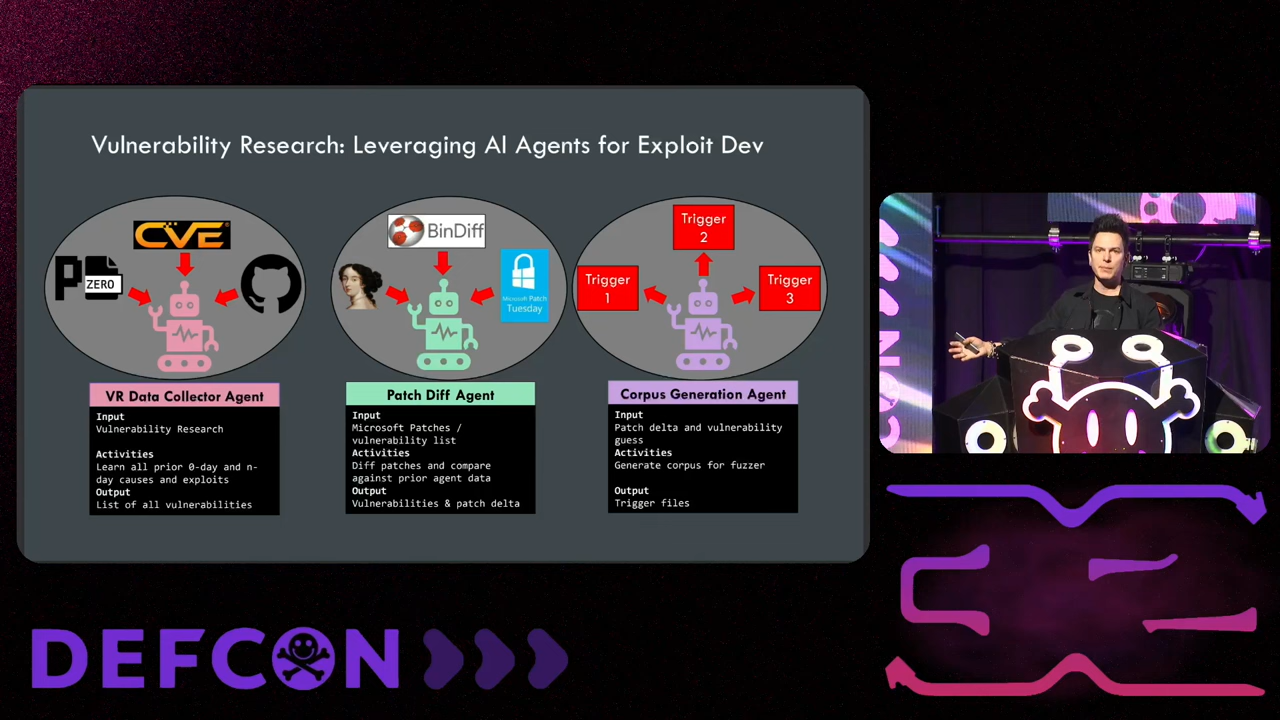 Vulnerability Research: Leveraging AI Agents for Exploit Dev
CVE
P
ZERO
VR Data Collector Agent
Input
Vulnerability Research
Activities
Learn all prior 0-day and n-
day causes and exploits
Output
List of all vulnerabilities
BinDiff
Microsoft Patch
Tuesday
Patch Diff Agent
Input
Microsoft Patches /
vulnerability list
Activities
Diff patches and compare
against prior agent data
Output
Vulnerabilities & patch delta
Trigger
2
Trigger
1
Trigger
3
Corpus Generation Agent
Input
Patch delta and vulnerability
guess
Activities
Generate corpus for fuzzer
Output
Trigger files
CON
DEFCON